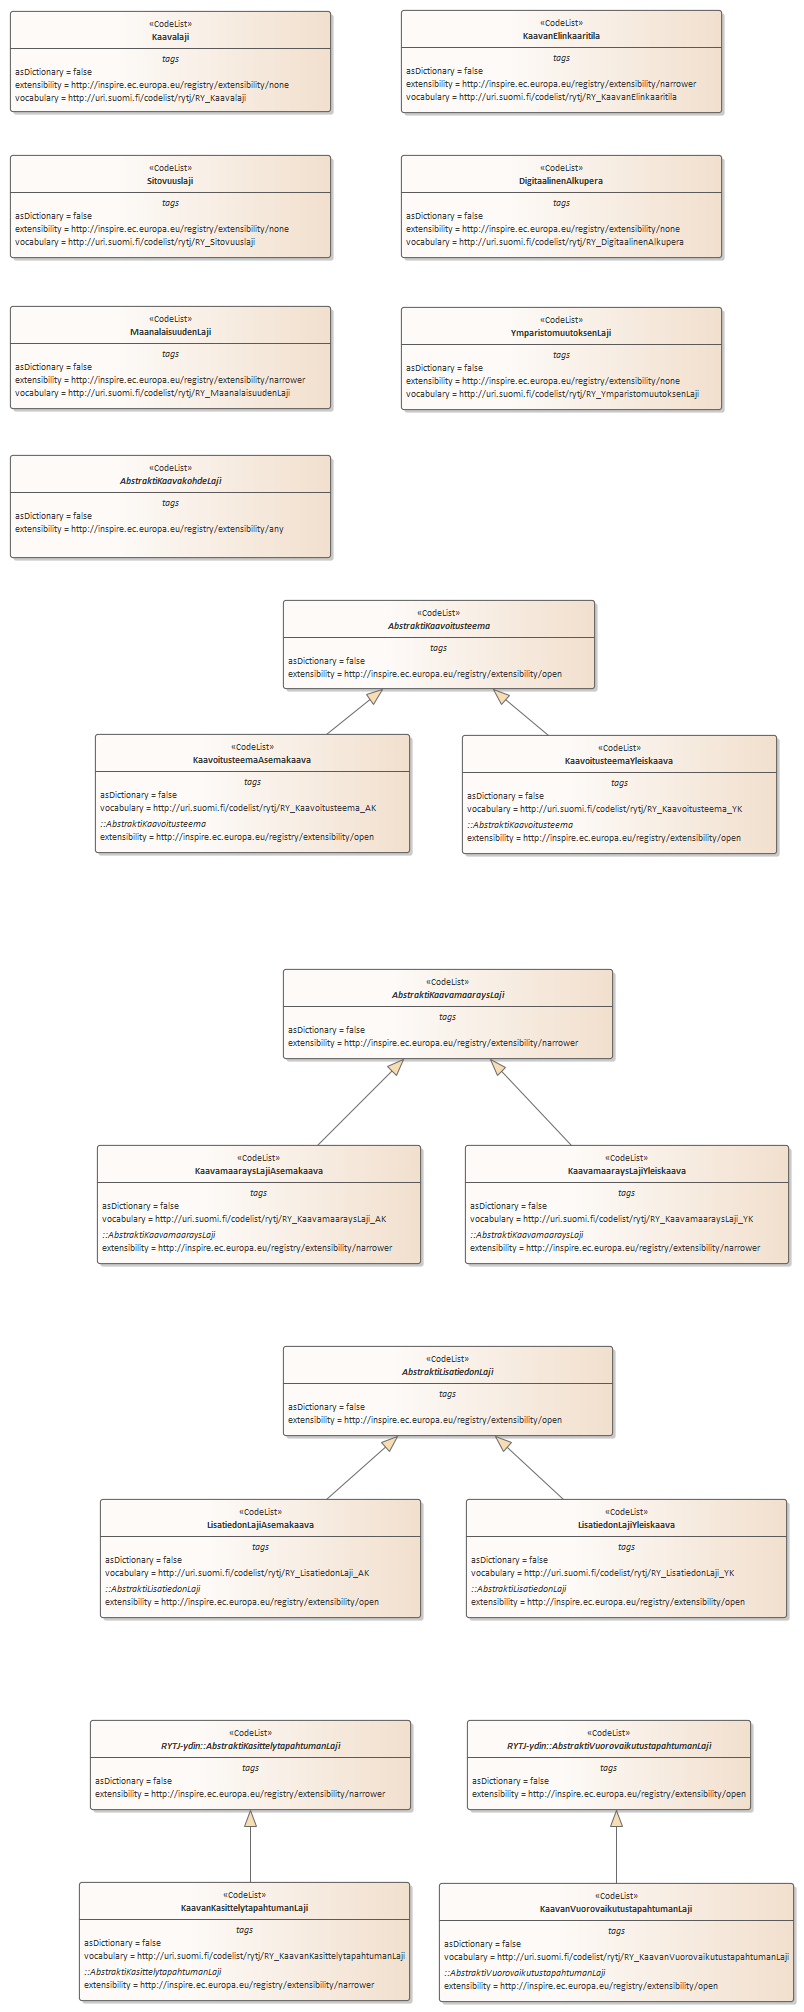 «CodeList»
Kaavalaji
tags
asDictionary = false
extensibility = http://inspire.ec.europa.eu/registry/extensibility/none
vocabulary = http://uri.suomi.fi/codelist/rytj/RY_Kaavalaji
«CodeList»
KaavanElinkaaritila
tags
asDictionary = false
extensibility = http://inspire.ec.europa.eu/registry/extensibility/narrower
vocabulary = http://uri.suomi.fi/codelist/rytj/RY_KaavanElinkaaritila
«CodeList»
Sitovuuslaji
tags
asDictionary = false
extensibility = http://inspire.ec.europa.eu/registry/extensibility/none
vocabulary = http://uri.suomi.fi/codelist/rytj/RY_Sitovuuslaji
«CodeList»
DigitaalinenAlkupera
tags
asDictionary = false
extensibility = http://inspire.ec.europa.eu/registry/extensibility/none
vocabulary = http://uri.suomi.fi/codelist/rytj/RY_DigitaalinenAlkupera
«CodeList»
MaanalaisuudenLaji
tags
asDictionary = false
extensibility = http://inspire.ec.europa.eu/registry/extensibility/narrower
vocabulary = http://uri.suomi.fi/codelist/rytj/RY_MaanalaisuudenLaji
«CodeList»
YmparistomuutoksenLaji
tags
asDictionary = false
extensibility = http://inspire.ec.europa.eu/registry/extensibility/none
vocabulary = http://uri.suomi.fi/codelist/rytj/RY_YmparistomuutoksenLaji
«CodeList»
AbstraktiKaavakohdeLaji
tags
asDictionary = false
extensibility = http://inspire.ec.europa.eu/registry/extensibility/any
«CodeList»
AbstraktiKaavoitusteema
tags
asDictionary = false
extensibility = http://inspire.ec.europa.eu/registry/extensibility/open
«CodeList»
KaavoitusteemaAsemakaava
tags
asDictionary = false
vocabulary = http://uri.suomi.fi/codelist/rytj/RY_Kaavoitusteema_AK
::AbstraktiKaavoitusteema
extensibility = http://inspire.ec.europa.eu/registry/extensibility/open
«CodeList»
KaavoitusteemaYleiskaava
tags
asDictionary = false
vocabulary = http://uri.suomi.fi/codelist/rytj/RY_Kaavoitusteema_YK
::AbstraktiKaavoitusteema
extensibility = http://inspire.ec.europa.eu/registry/extensibility/open
«CodeList»
AbstraktiKaavamaaraysLaji
tags
asDictionary = false
extensibility = http://inspire.ec.europa.eu/registry/extensibility/narrower
«CodeList»
KaavamaaraysLajiAsemakaava
tags
asDictionary = false
vocabulary = http://uri.suomi.fi/codelist/rytj/RY_KaavamaaraysLaji_AK
::AbstraktiKaavamaaraysLaji
extensibility = http://inspire.ec.europa.eu/registry/extensibility/narrower
«CodeList»
KaavamaaraysLajiYleiskaava
tags
asDictionary = false
vocabulary = http://uri.suomi.fi/codelist/rytj/RY_KaavamaaraysLaji_YK
::AbstraktiKaavamaaraysLaji
extensibility = http://inspire.ec.europa.eu/registry/extensibility/narrower
«CodeList»
AbstraktiLisatiedonLaji
tags
asDictionary = false
extensibility = http://inspire.ec.europa.eu/registry/extensibility/open
«CodeList»
LisatiedonLajiAsemakaava
tags
asDictionary = false
vocabulary = http://uri.suomi.fi/codelist/rytj/RY_LisatiedonLaji_AK
::AbstraktiLisatiedonLaji
extensibility = http://inspire.ec.europa.eu/registry/extensibility/open
«CodeList»
LisatiedonLajiYleiskaava
tags
asDictionary = false
vocabulary = http://uri.suomi.fi/codelist/rytj/RY_LisatiedonLaji_YK
::AbstraktiLisatiedonLaji
extensibility = http://inspire.ec.europa.eu/registry/extensibility/open
«CodeList»
RYTJ-ydin::AbstraktiKasittelytapahtumanLaji
tags
asDictionary = false
extensibility = http://inspire.ec.europa.eu/registry/extensibility/narrower
«CodeList»
RYTJ-ydin::AbstraktiVuorovaikutustapahtumanLaji
tags
asDictionary = false
extensibility = http://inspire.ec.europa.eu/registry/extensibility/open
«CodeList»
KaavanKasittelytapahtumanLaji
tags
asDictionary = false
vocabulary = http://uri.suomi.fi/codelist/rytj/RY_KaavanKasittelytapahtumanLaji
::AbstraktiKasittelytapahtumanLaji
extensibility = http://inspire.ec.europa.eu/registry/extensibility/narrower
«CodeList»
KaavanVuorovaikutustapahtumanLaji
tags
asDictionary = false
vocabulary = http://uri.suomi.fi/codelist/rytj/RY_KaavanVuorovaikutustapahtumanLaji
::AbstraktiVuorovaikutustapahtumanLaji
extensibility = http://inspire.ec.europa.eu/registry/extensibility/open